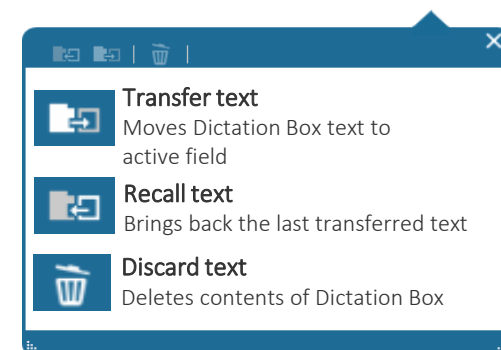 Transfer text
Moves Dictation Box text to
active field
Recall text
Brings back the last transferred text
Discard text
Deletes contents of Dictation Box